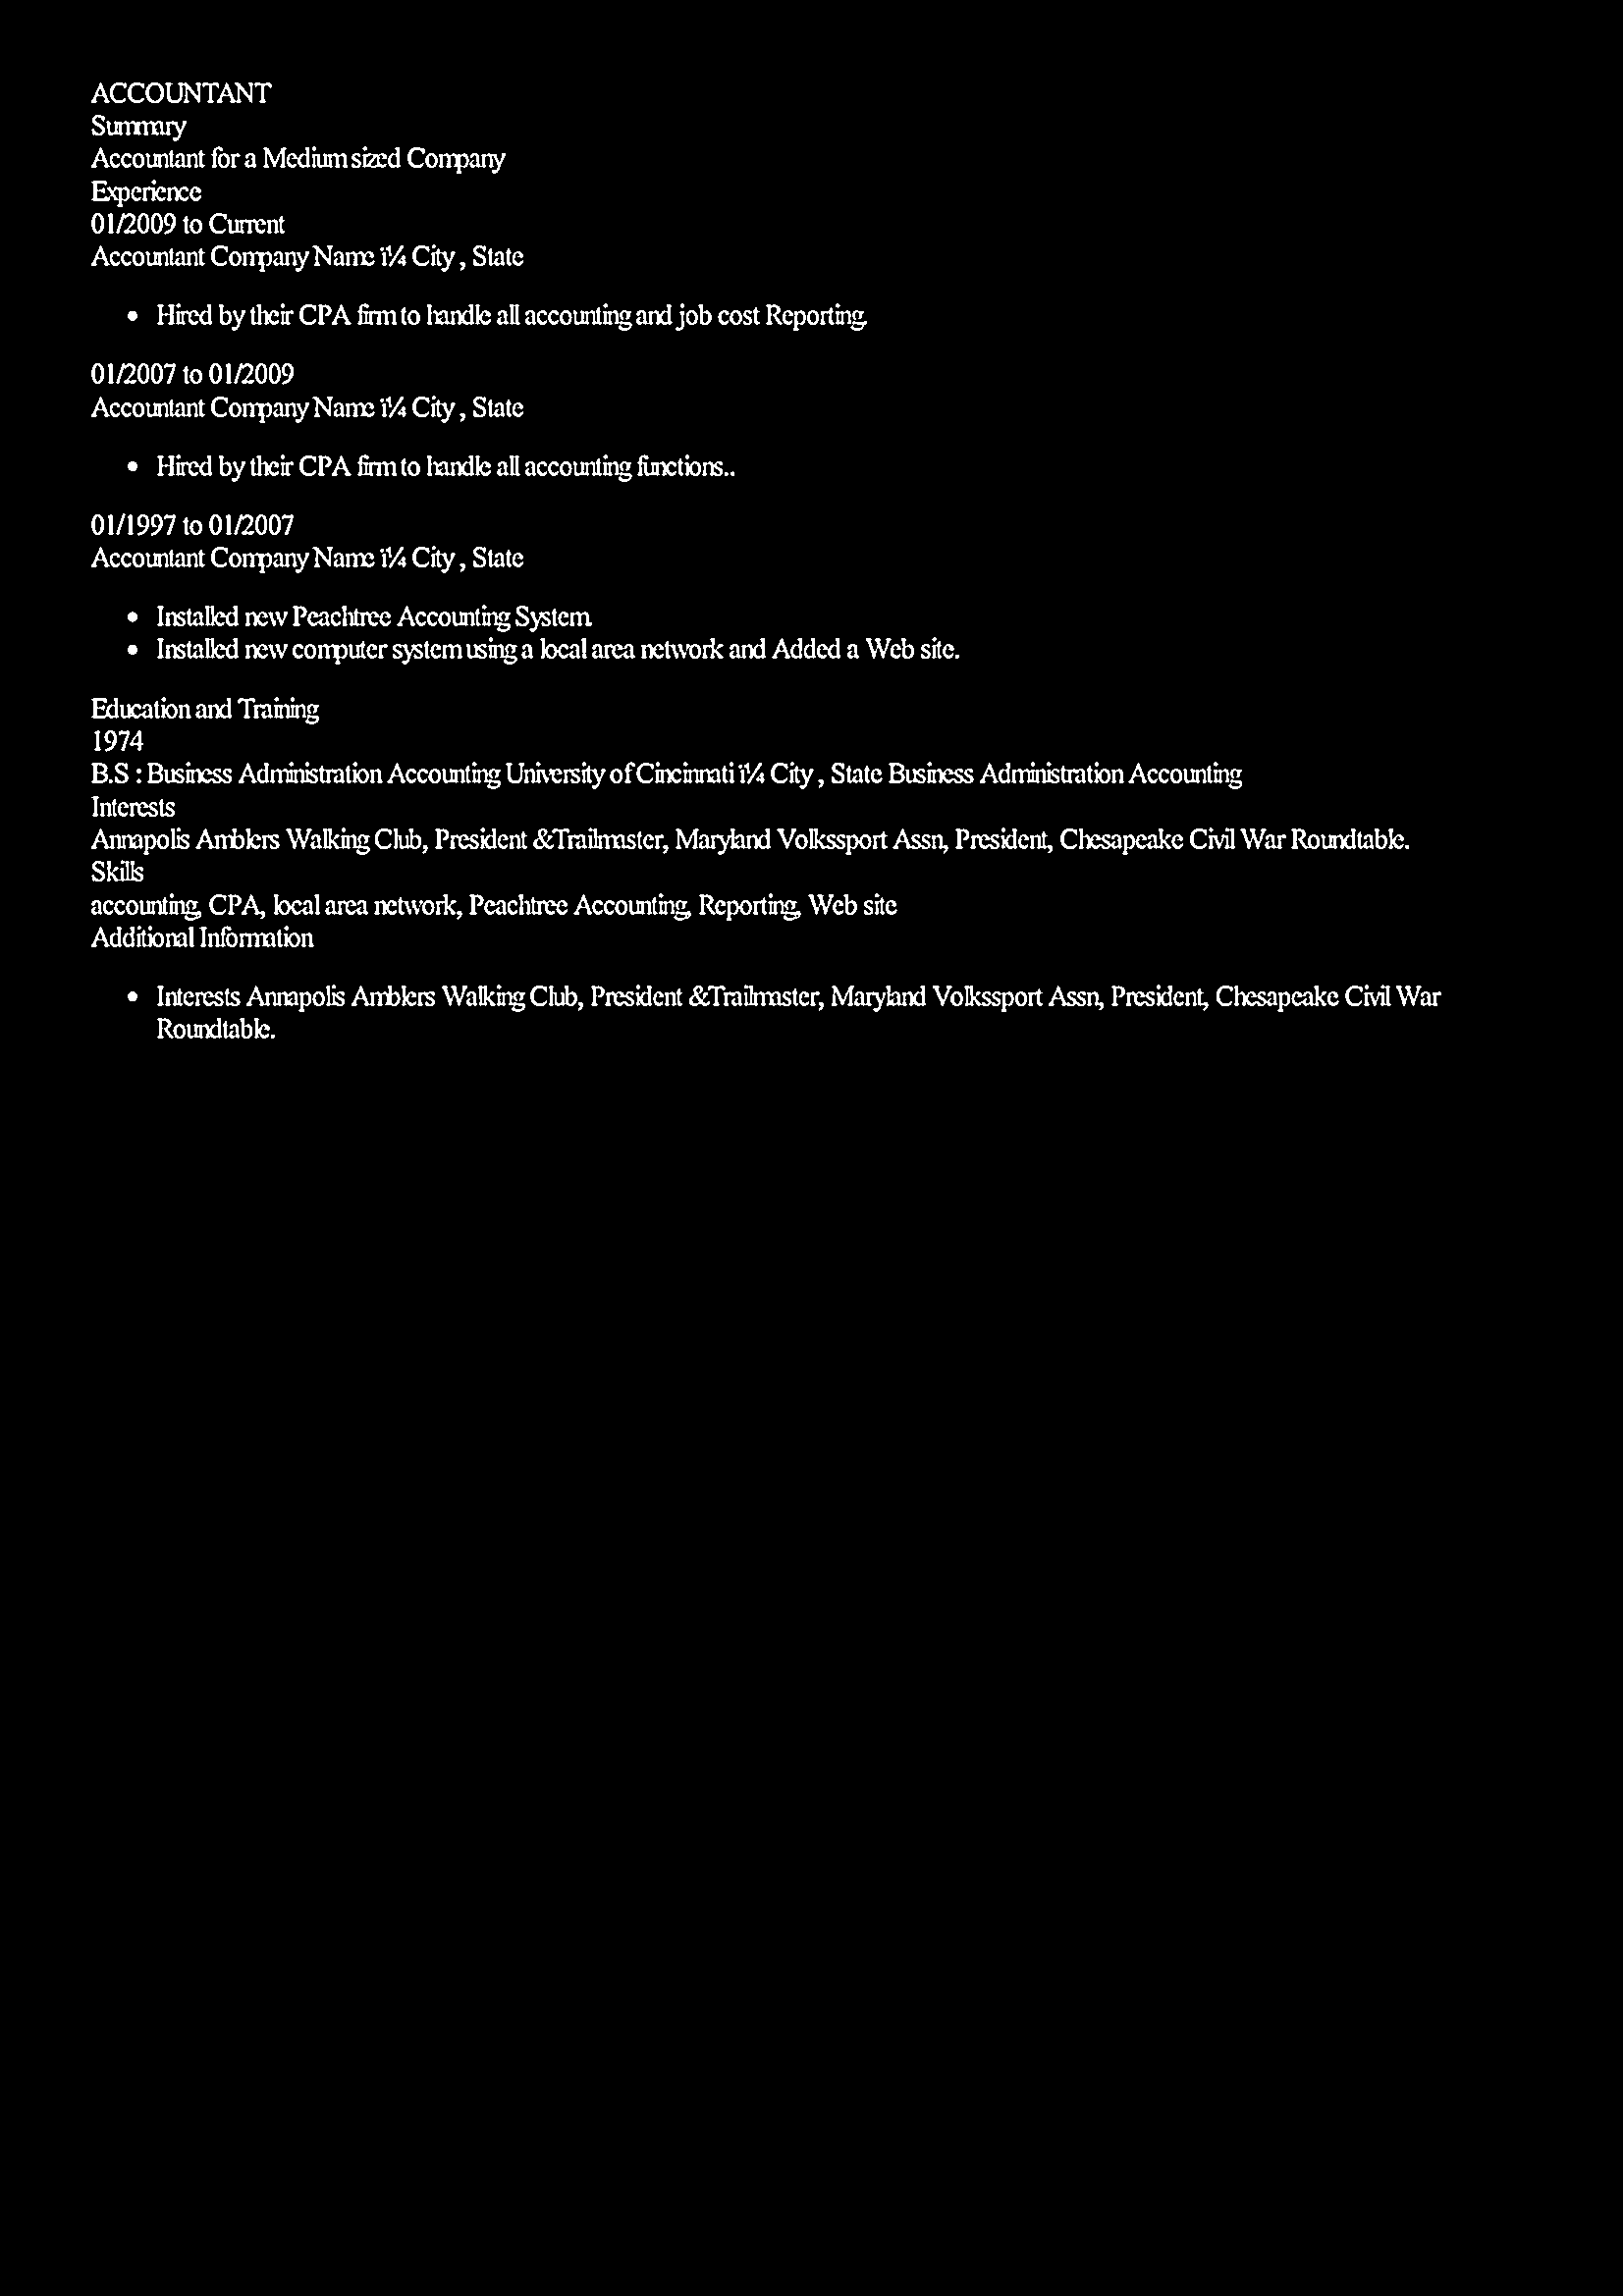 ACCOUNTANT
Summary
Accountant for a Medium sized Company
Experience
01/2009 to Current
Accountant Company Name ï¼ City , State
• Hired by their CPA firm to handle all accounting and job cost Reporting.
01/2007 to 01/2009
Accountant Company Name ï¼ City , State
• Hired by their CPA firm to handle all accounting functions..
01/1997 to 01/2007
Accountant Company Name ï¼ City , State
• Installed new Peachtree Accounting System.
• Installed new computer system using a local area network and Added a Web site.
Education and Training
1974
B.S : Business Administration Accounting University of Cincinnati ï¼ City , State Business Administration Accounting
Interests
Annapolis Amblers Walking Club, President &Trailmaster, Maryland Volkssport Assn, President, Chesapeake Civil War Roundtable.
Skills
accounting, CPA, local area network, Peachtree Accounting, Reporting, Web site
Additional Information
• Interests Annapolis Amblers Walking Club, President &Trailmaster, Maryland Volkssport Assn, President, Chesapeake Civil War
Roundtable.